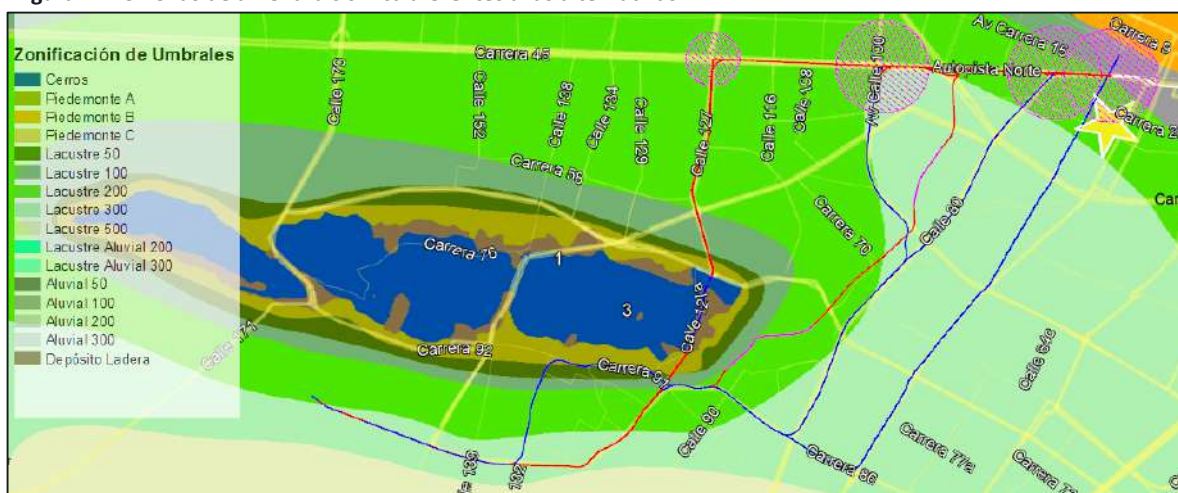 Zonificación de Umbrales
Cerros
Piedemonte A
Piedemonte B
Piedemonte C
Lacustre 50
Lacustre 100
Lacustre 200
Lacustre 300
Lacustre 500
Lacustre Aluvial 200
Lacustre Aluvial 300
Aluvial 50
Aluvial 100
Aluvial 200
Aluvial 300
Depósito Ladera
Carrera 45
Av Carrera 15
Carrera 9
Autopista Norte
Calle 170
Calle 152
Calle 138
Calle 134
Calle 129
Calle 127
Calle 116
Calle 108
Av Calle 100
Carrera 58
Carrera 70
Calle 80
Carrera 76
1
3
Carrera 92
Carrera 91
Calle 90
Carrera 86
Carrera 77a
132